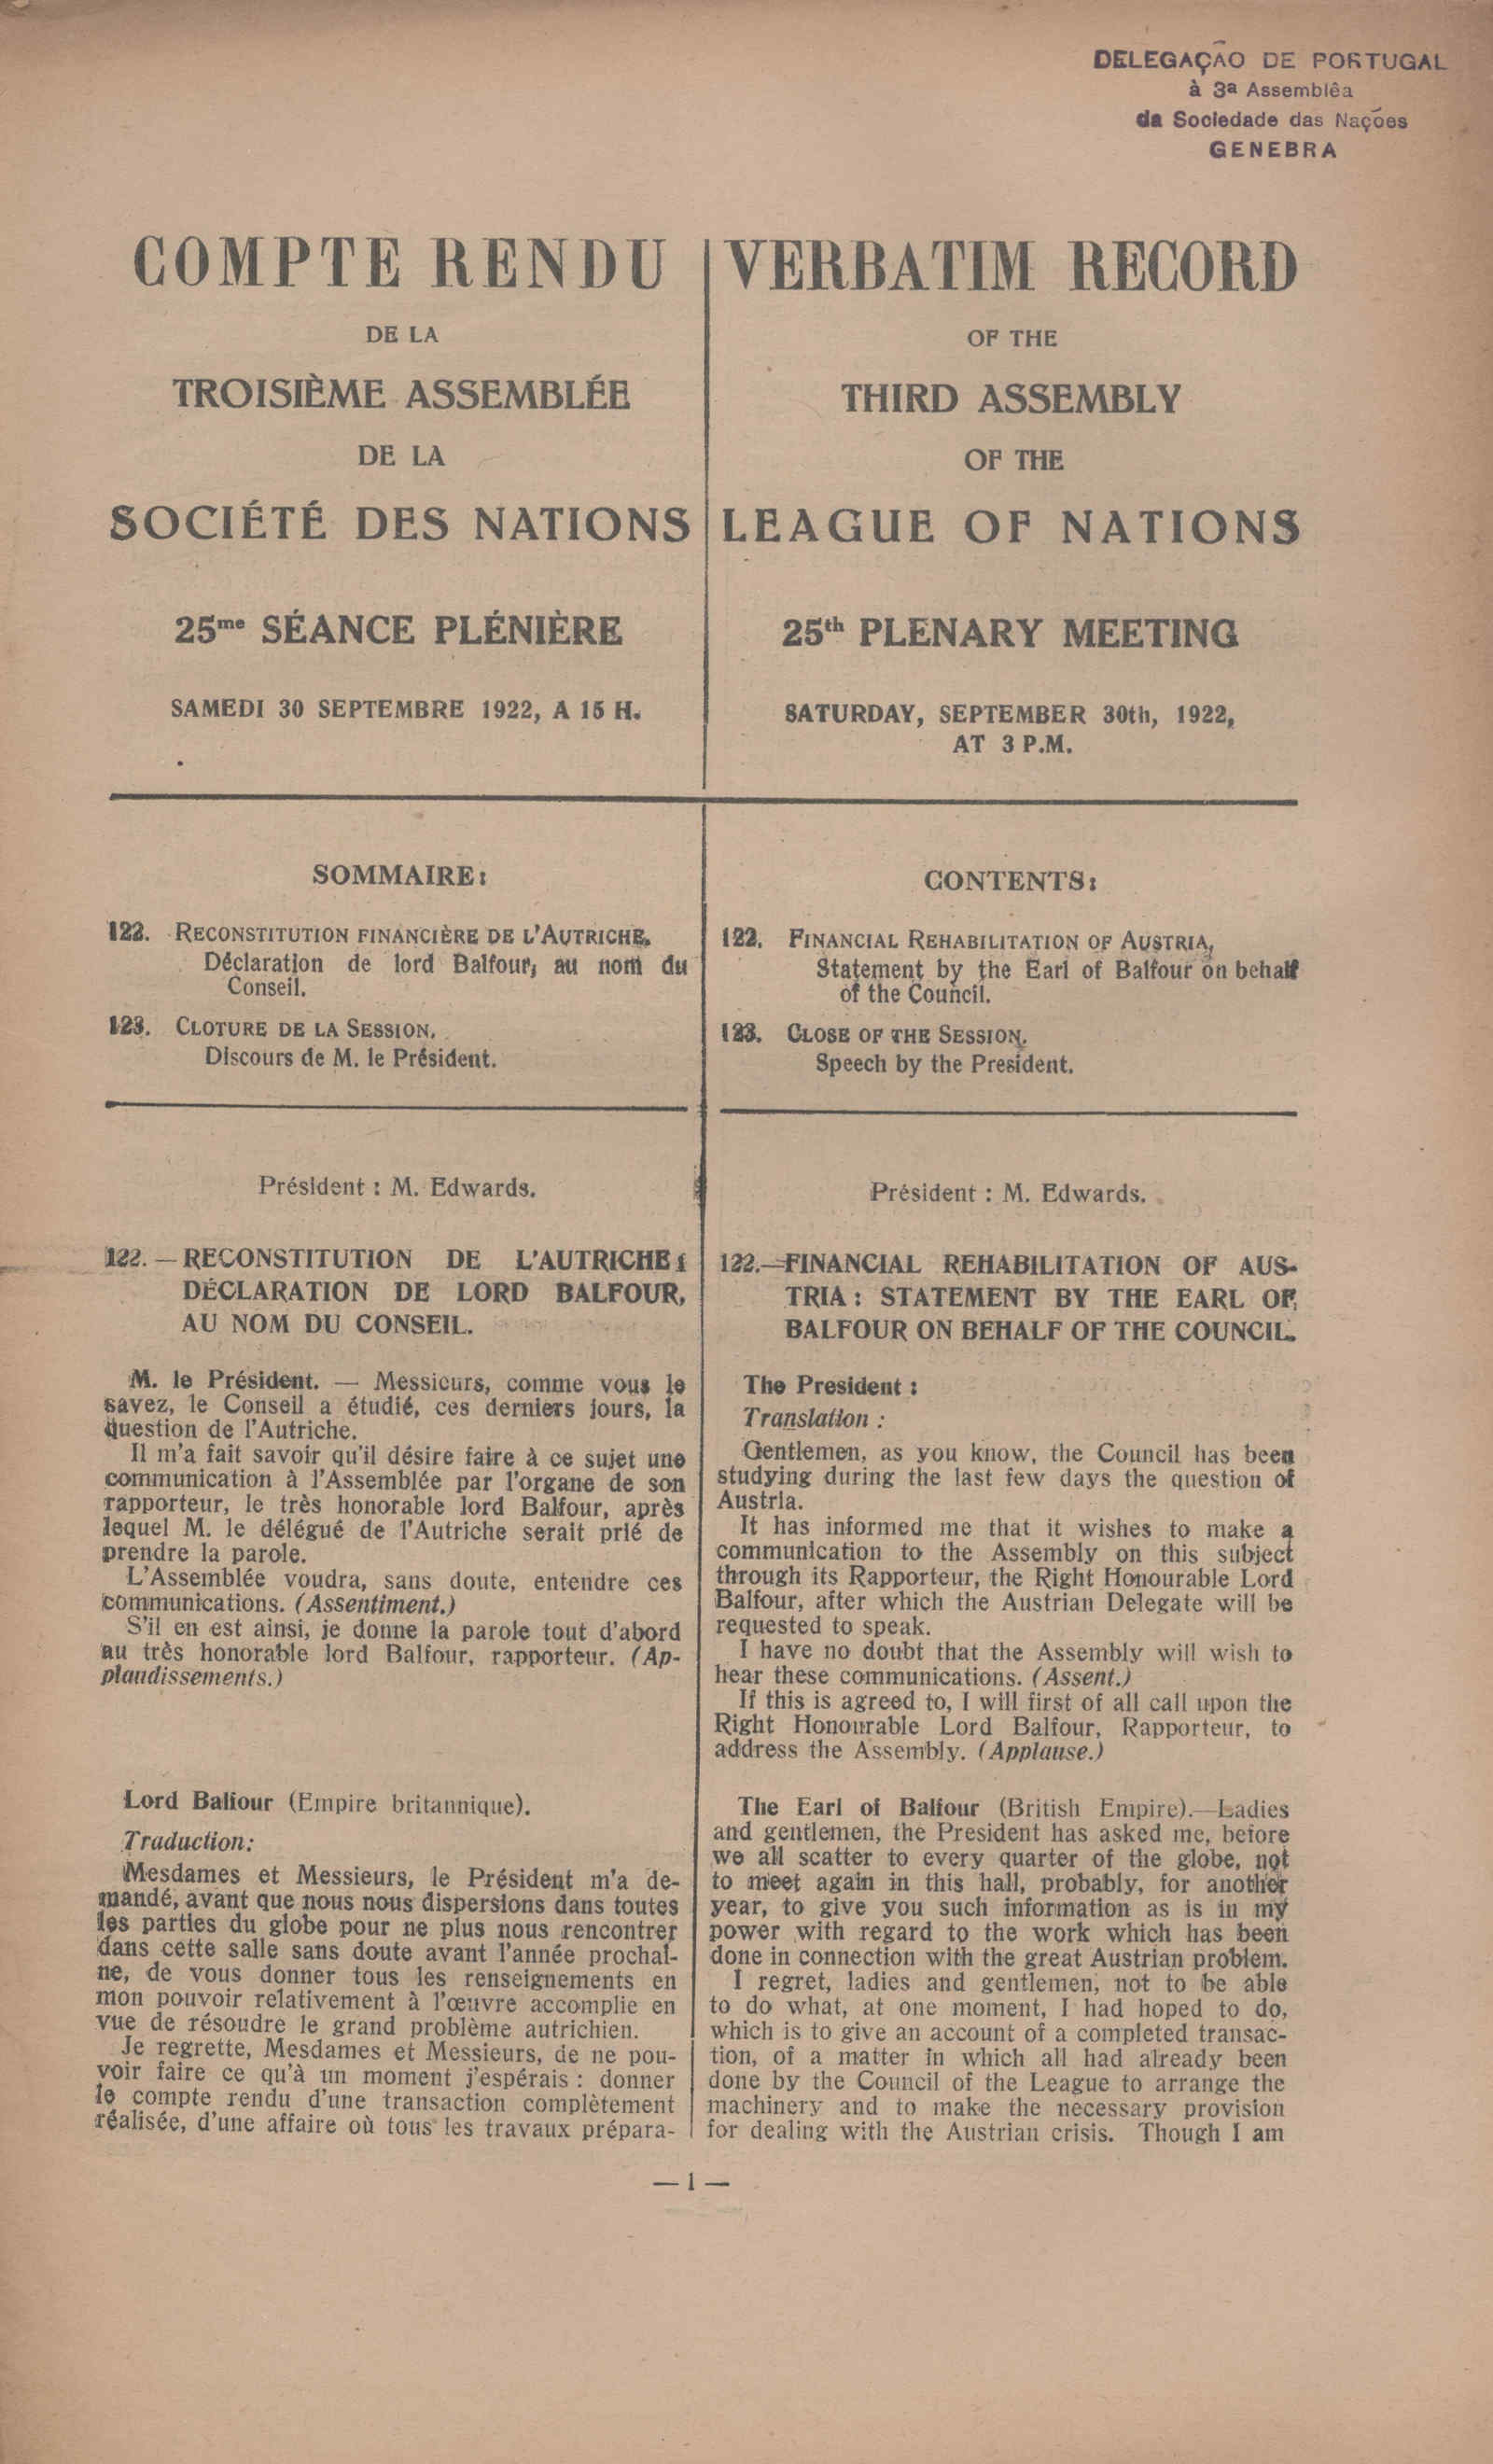 DELEGAÇÃO DE PORTUGAL
à 3ª Assemblêa
da Sociedade das Nações
GENEBRA
COMPTE RENDU
DE LA
TROISIÈME ASSEMBLÉE
DE LA
SOCIÉTÉ DES NATIONS
25me SÉANCE PLÉNIÈRE
SAMEDI 30 SEPTEMBRE 1922, A 15 H.
VERBATIM RECORD
OF THE
THIRD ASSEMBLY
OF THE
LEAGUE OF NATIONS
25th PLENARY MEETING
SATURDAY, SEPTEMBER 30th, 1922,
AT 3 P.M.
SOMMAIRE:
122. RECONSTITUTION FINANCIÈRE DE L'AUTRICHE.
Déclaration de lord Balfour, au nom du
Conseil.
123. CLOTURE DE LA SESSION.
Discours de M. le Président.
CONTENTS:
122. FINANCIAL REHABILITATION OF AUSTRIA,
Statement by the Earl of Balfour on behalf
of the Council.
123. CLOSE OF THE SESSION.
Speech by the President.
Président : M. Edwards.
122. — RECONSTITUTION DE L'AUTRICHE :
DÉCLARATION DE LORD BALFOUR,
AU NOM DU CONSEIL.
M. le Président. — Messieurs, comme vous le
savez, le Conseil a étudié, ces derniers jours, la
question de l'Autriche.
Il m'a fait savoir qu'il désire faire à ce sujet une
communication à l'Assemblée par l'organe de son
rapporteur, le très honorable lord Balfour, après
lequel M. le délégué de l'Autriche serait prié de
prendre la parole.
L'Assemblée voudra, sans doute, entendre ces
communications. (Assentiment.)
S'il en est ainsi, je donne la parole tout d'abord
au très honorable lord Balfour, rapporteur. (Ap-
plaudissements.)
Lord Balfour (Empire britannique).
Traduction:
Mesdames et Messieurs, le Président m'a de-
mandé, avant que nous nous dispersions dans toutes
les parties du globe pour ne plus nous rencontrer
dans cette salle sans doute avant l'année prochai-
ne, de vous donner tous les renseignements en
mon pouvoir relativement à l'œuvre accomplie en
vue de résoudre le grand problème autrichien.
Je regrette, Mesdames et Messieurs, de ne pou-
voir faire ce qu'à un moment j'espérais : donner
le compte rendu d'une transaction complètement
réalisée, d'une affaire où tous les travaux prépara-
Président : M. Edwards.
122.—FINANCIAL REHABILITATION OF AUS-
TRIA : STATEMENT BY THE EARL OF
BALFOUR ON BEHALF OF THE COUNCIL.
The President :
Translation :
Gentlemen, as you know, the Council has been
studying during the last few days the question of
Austria.
It has informed me that it wishes to make a
communication to the Assembly on this subject
through its Rapporteur, the Right Honourable Lord
Balfour, after which the Austrian Delegate will be
requested to speak.
I have no doubt that the Assembly will wish to
hear these communications. (Assent.)
If this is agreed to, I will first of all call upon the
Right Honourable Lord Balfour, Rapporteur, to
address the Assembly. (Applause.)
The Earl of Balfour (British Empire).—Ladies
and gentlemen, the President has asked me, before
we all scatter to every quarter of the globe, not
to meet again in this hall, probably, for another
year, to give you such information as is in my
power with regard to the work which has been
done in connection with the great Austrian problem.
I regret, ladies and gentlemen, not to be able
to do what, at one moment, I had hoped to do,
which is to give an account of a completed transac-
tion, of a matter in which all had already been
done by the Council of the League to arrange the
machinery and to make the necessary provision
for dealing with the Austrian crisis. Though I am
— 1 —